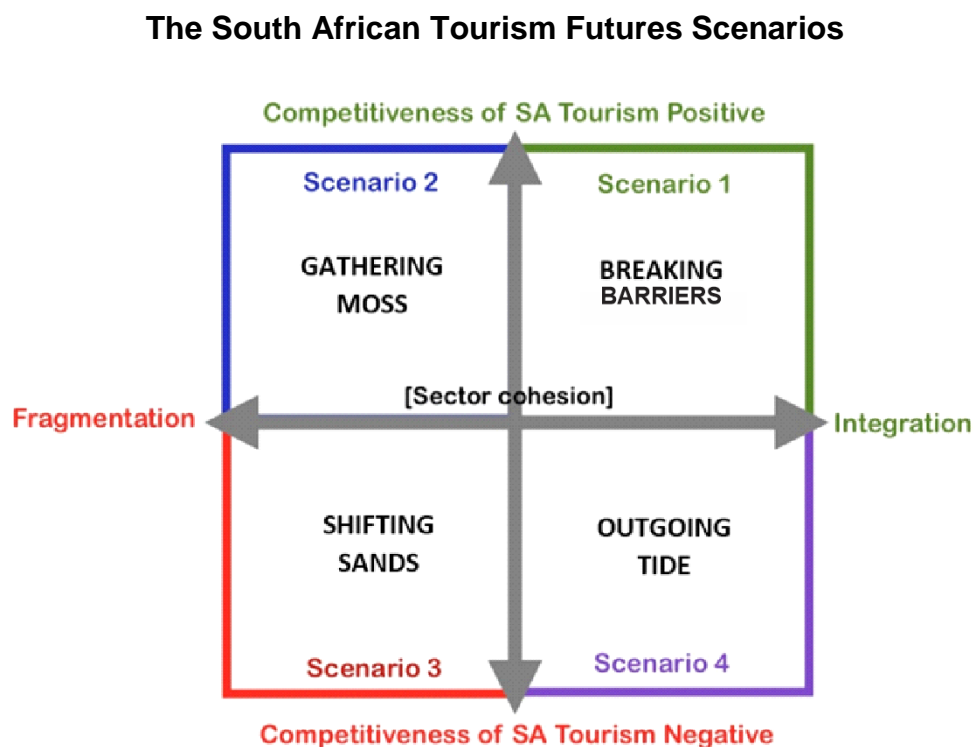 The South African Tourism Futures Scenarios
Competitiveness of SA Tourism Positive
Scenario 2
Scenario 1
GATHERING
MOSS
BREAKING
BARRIERS
[Sector cohesion]
Fragmentation
Integration
SHIFTING
SANDS
OUTGOING
TIDE
Scenario 3
Scenario 4
Competitiveness of SA Tourism Negative